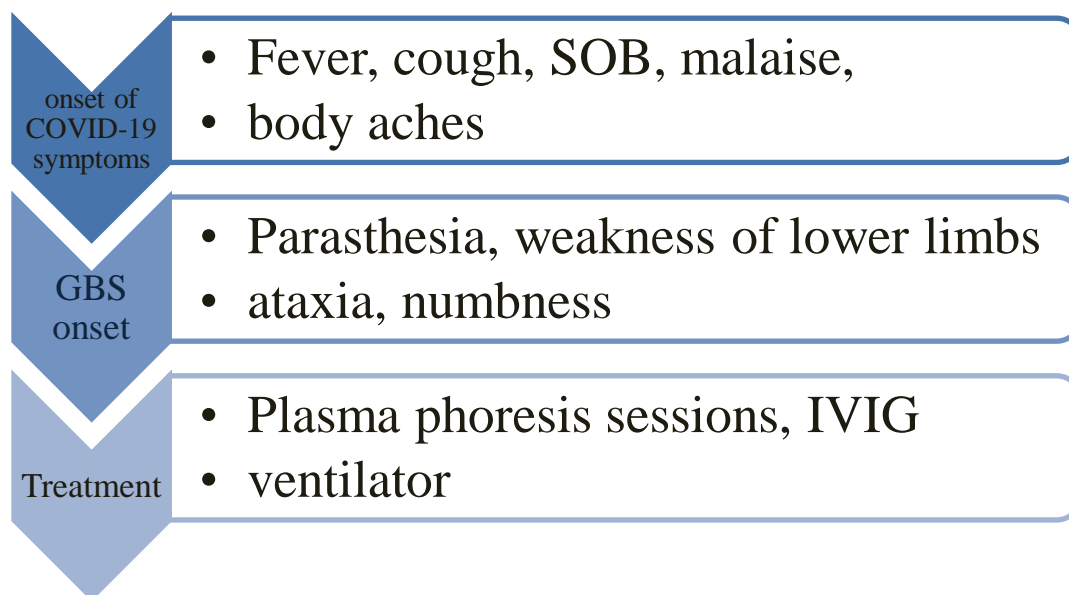 onset of
COVID-19
symptoms
• Fever, cough, SOB, malaise,
• body aches
GBS
onset
• Parasthesia, weakness of lower limbs
• ataxia, numbness
Treatment
• Plasma phoresis sessions, IVIG
• ventilator